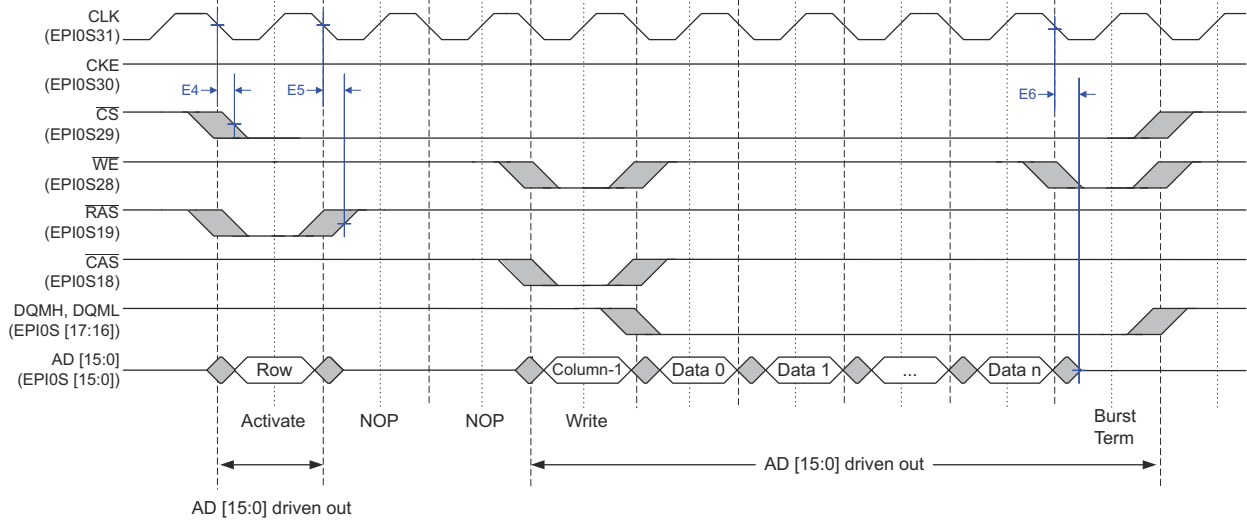 CLK
(EPI0S31)
CKE
(EPI0S30)
E4
E5
E6
CS
(EPI0S29)
WE
(EPI0S28)
RAS
(EPI0S19)
CAS
(EPI0S18)
DQMH, DQML
(EPI0S [17:16])
AD [15:0]
(EPI0S [15:0])
Row
Column-1
Data 0
Data 1
...
Data n
Activate
NOP
NOP
Write
Burst
Term
AD [15:0] driven out
AD [15:0] driven out